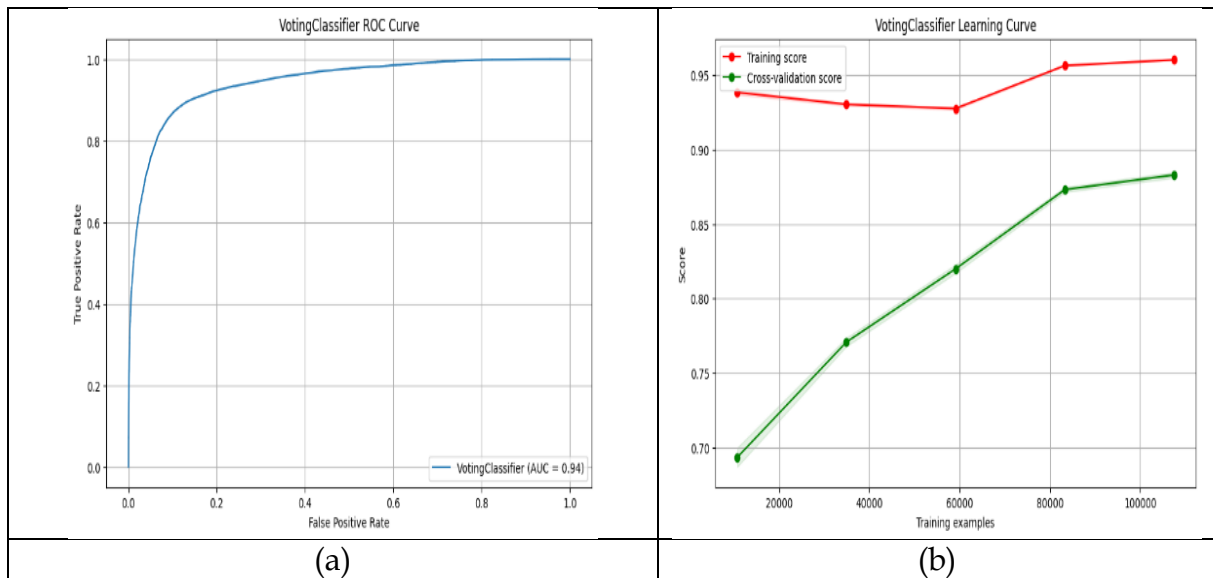 VotingClassifier ROC Curve
1.0
0.8
0.6
0.4
0.2
0.0
True Positive Rate
VotingClassifier (AUC = 0.94)
0.0 0.2 0.4 0.6 0.8 1.0
False Positive Rate
(a)
VotingClassifier Learning Curve
Training score
Cross-validation score
0.95
0.90
0.85
0.80
0.75
0.70
Score
20000 40000 60000 80000 100000
Training examples
(b)